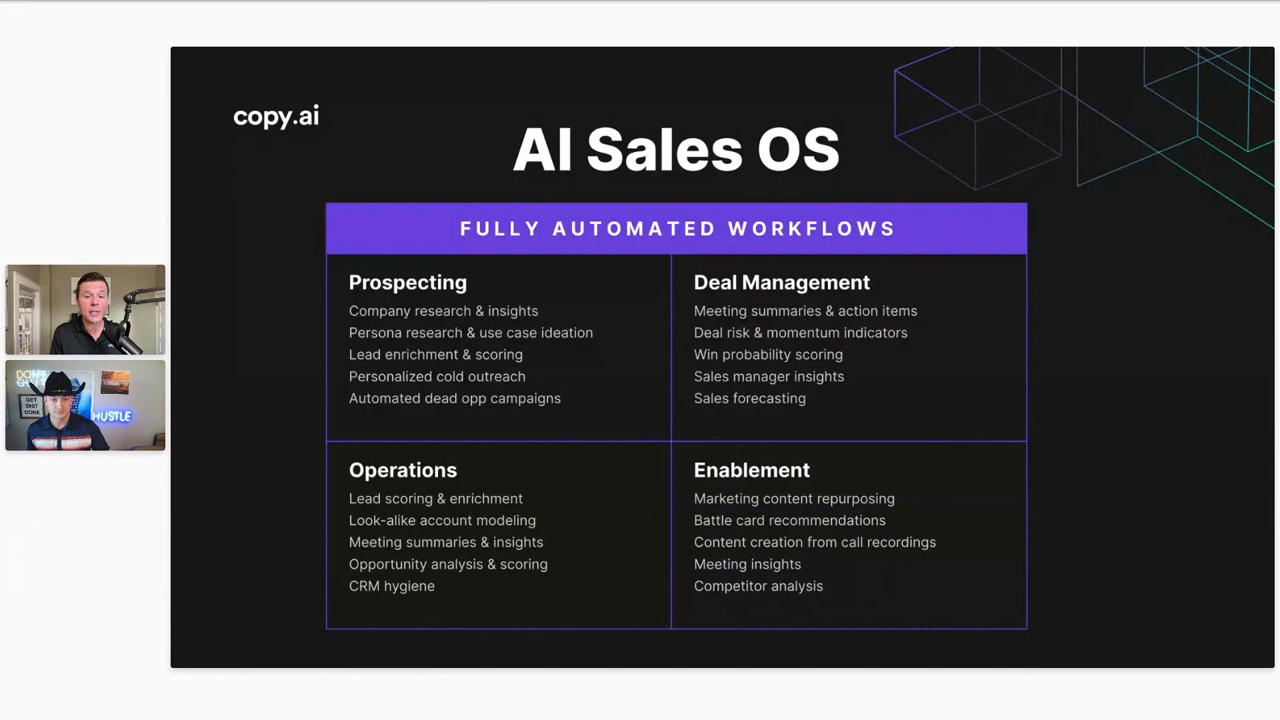 copy.ai
AI Sales OS
FULLY AUTOMATED WORKFLOWS
Prospecting
Company research & insights
Persona research & use case ideation
Lead enrichment & scoring
Personalized cold outreach
Automated dead opp campaigns
Deal Management
Meeting summaries & action items
Deal risk & momentum indicators
Win probability scoring
Sales manager insights
Sales forecasting
Operations
Lead scoring & enrichment
Look-alike account modeling
Meeting summaries & insights
Opportunity analysis & scoring
CRM hygiene
Enablement
Marketing content repurposing
Battle card recommendations
Content creation from call recordings
Meeting insights
Competitor analysis
GET
SHIT
DONE
HUSTLE